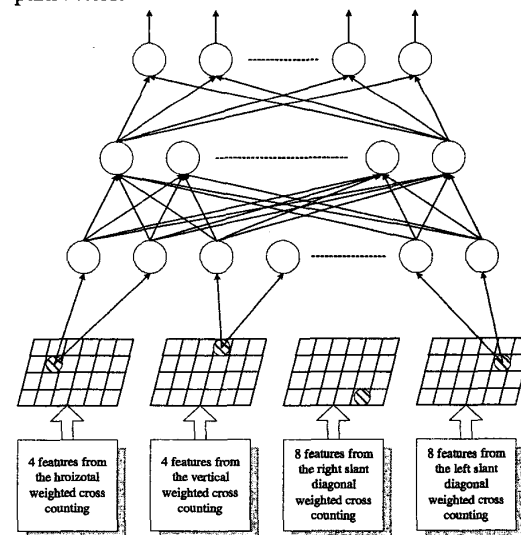 4 features from
the hroizotal
weighted cross
counting
4 features from
the vertical
weighted cross
counting
8 features from
the right slant
diagonal
weighted cross
counting
8 features from
the left slant
diagonal
weighted cross
counting